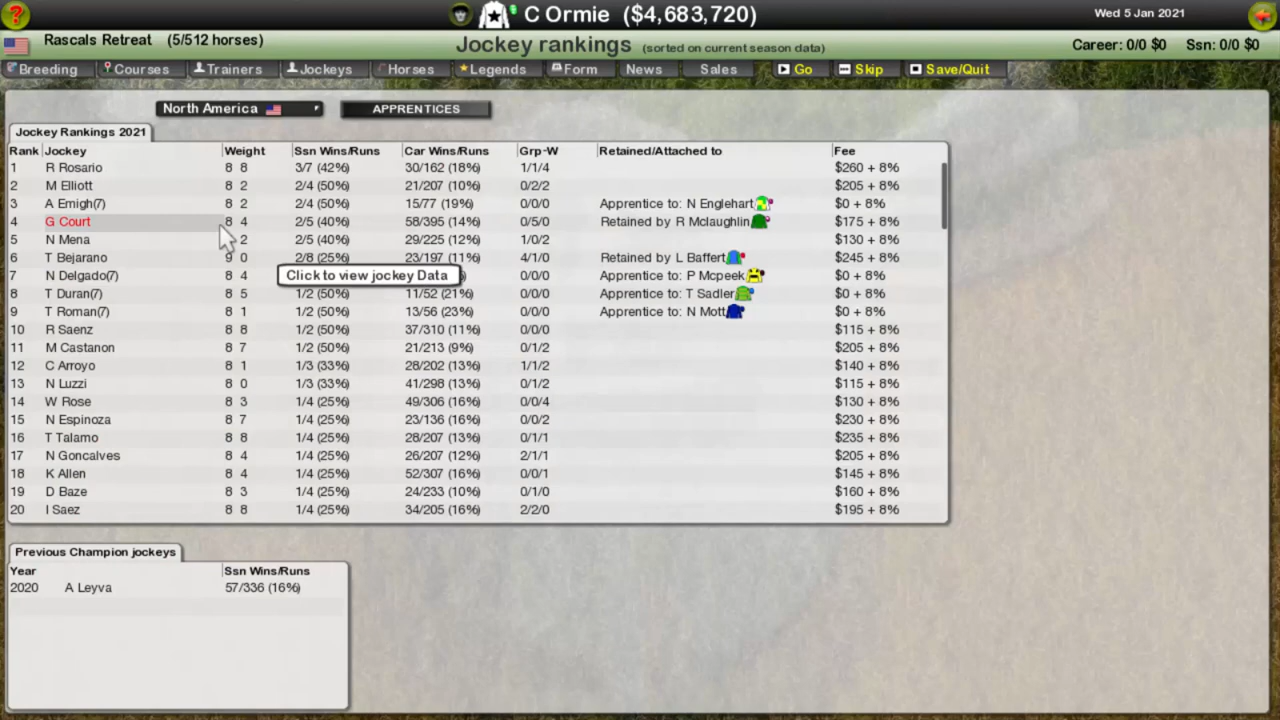 ? C Ormie ($4,683,720) Wed 5 Jan 2021
Rascals Retreat (5/512 horses) Jockey rankings (sorted on current season data) Career: 0/0 $0 Ssn: 0/0 $0
Breeding Courses Trainers Jockeys Horses Legends Form News Sales Go Skip Save/Quit
North America APPRENTICES
Jockey Rankings 2021
Rank Jockey Weight Ssn Wins/Runs Car Wins/Runs Grp-W Retained/Attached to Fee
1 R Rosario 8 8 3/7 (42%) 30/162 (18%) 1/1/4 $260 + 8%
2 M Elliott 8 2 2/4 (50%) 21/207 (10%) 0/2/2 $205 + 8%
3 A Emigh(7) 8 2 2/4 (50%) 15/77 (19%) 0/0/0 Apprentice to: N Englehart $0 + 8%
4 G Court 8 4 2/5 (40%) 58/395 (14%) 0/5/0 Retained by R Mclaughlin $175 + 8%
5 N Mena 2 2/5 (40%) 29/225 (12%) 1/0/2 $130 + 8%
6 T Bejarano 9 0 2/8 (25%) 23/197 (11%) 4/1/0 Retained by L Baffert $245 + 8%
7 N Delgado(7) 8 4 Click to view jockey Data 0/0/0 Apprentice to: P Mcpeek $0 + 8%
8 T Duran(7) 8 5 1/2 (50%) 11/52 (21%) 0/0/0 Apprentice to: T Sadler $0 + 8%
9 T Roman(7) 8 1 1/2 (50%) 13/56 (23%) 0/0/0 Apprentice to: N Mott $0 + 8%
10 R Saenz 8 8 1/2 (50%) 37/310 (11%) 0/0/0 $115 + 8%
11 M Castanon 8 7 1/2 (50%) 21/213 (9%) 0/1/2 $205 + 8%
12 C Arroyo 8 1 1/3 (33%) 28/202 (13%) 1/1/2 $140 + 8%
13 N Luzzi 8 0 1/3 (33%) 41/298 (13%) 0/1/2 $115 + 8%
14 W Rose 8 3 1/4 (25%) 49/306 (16%) 0/0/4 $130 + 8%
15 N Espinoza 8 7 1/4 (25%) 23/136 (16%) 0/0/2 $230 + 8%
16 T Talamo 8 8 1/4 (25%) 28/207 (13%) 0/1/1 $235 + 8%
17 N Goncalves 8 4 1/4 (25%) 26/207 (12%) 2/1/1 $205 + 8%
18 K Allen 8 4 1/4 (25%) 52/307 (16%) 0/0/1 $145 + 8%
19 D Baze 8 3 1/4 (25%) 24/233 (10%) 0/1/0 $160 + 8%
20 I Saez 8 8 1/4 (25%) 34/205 (16%) 2/2/0 $195 + 8%
Previous Champion jockeys
Year Ssn Wins/Runs
2020 A Leyva 57/336 (16%)